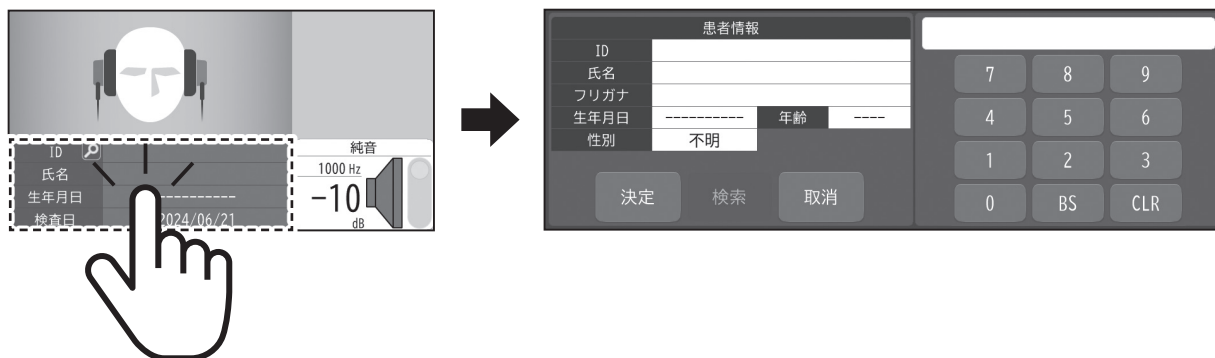 ID
氏名
生年月日 ----------
検査日 2024/06/21
純音
1000 Hz
-10
dB
患者情報
ID
氏名
フリガナ
生年月日 ---------- 年齢 ----
性別 不明
決定 検索 取消
7 8 9
4 5 6
1 2 3
0 BS CLR